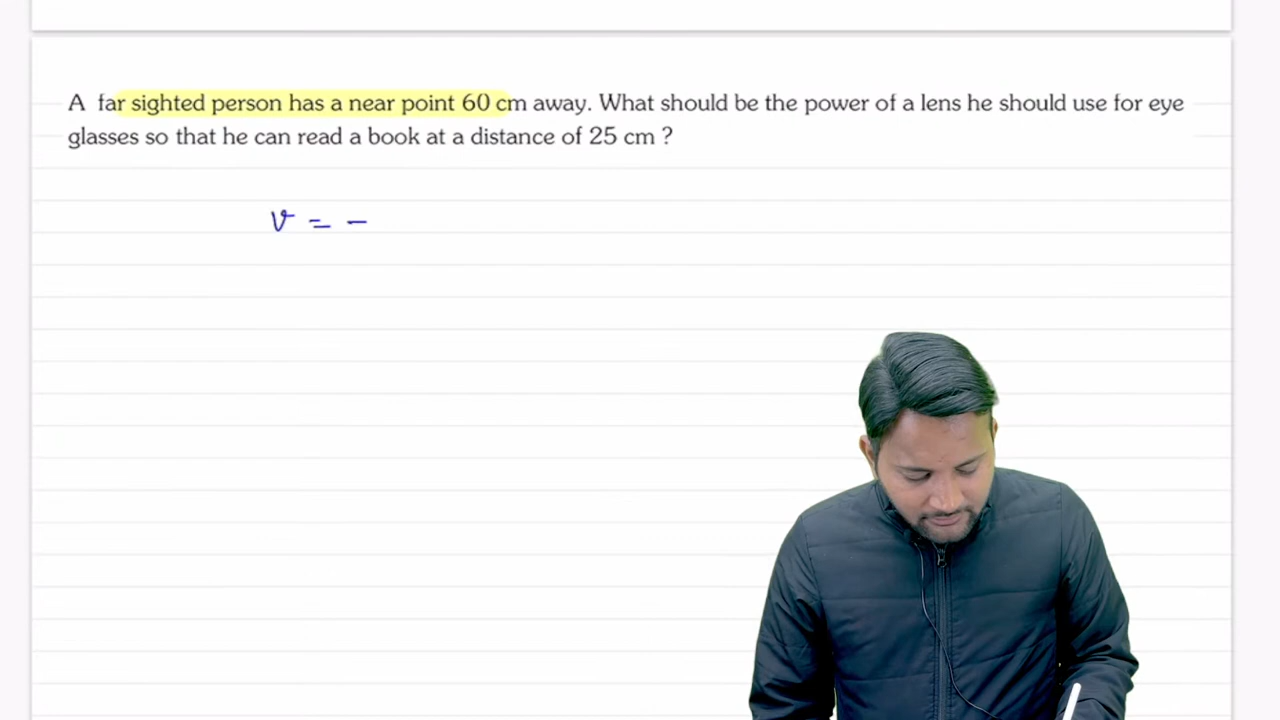 A far sighted person has a near point 60 cm away. What should be the power of a lens he should use for eye
glasses so that he can read a book at a distance of 25 cm ?
v = -